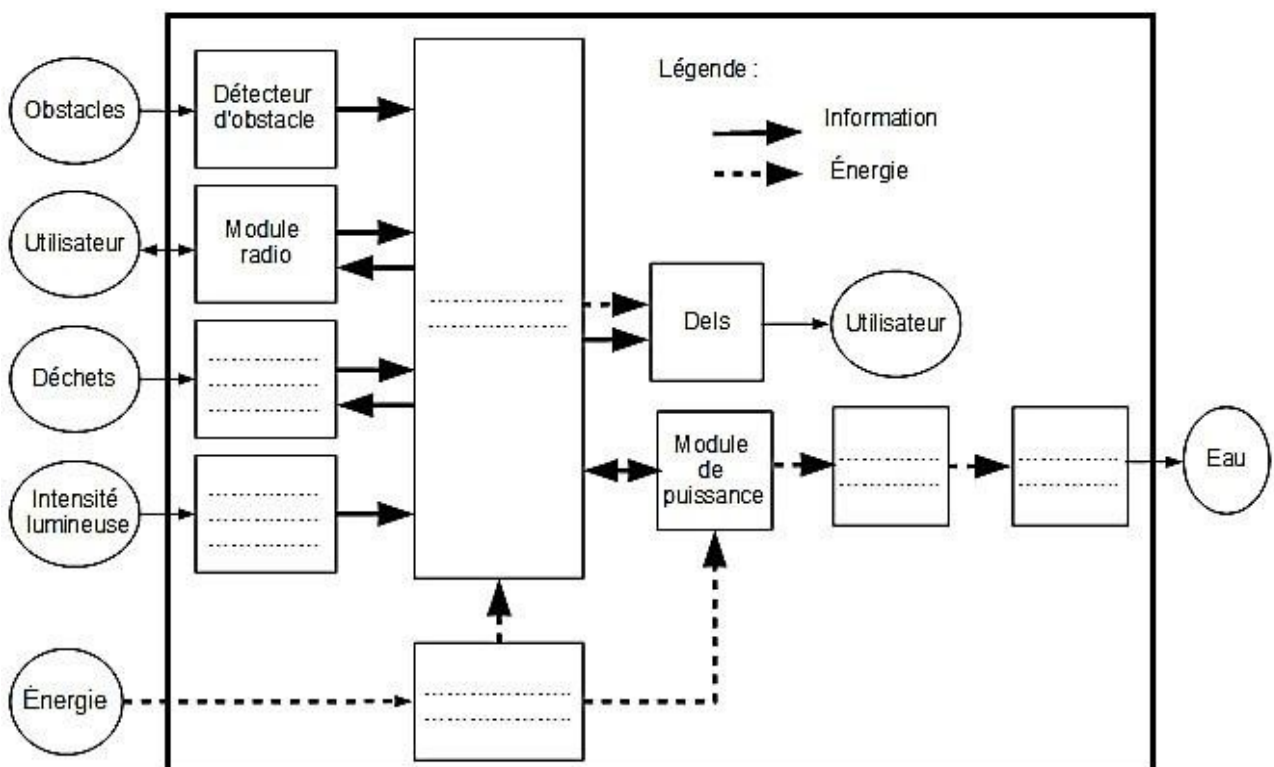 Obstacles
Détecteur
d'obstacle
Légende :
Information
Énergie
Utilisateur
Module
radio
Dels
Utilisateur
Déchets
Module
de
puissance
Eau
Intensité
lumineuse
Énergie